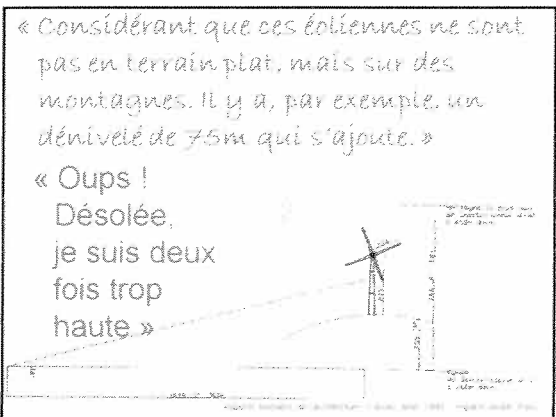 « Considérant que ces éoliennes ne sont
pas en terrain plat, mais sur des
montagnes. Il y a, par exemple, un
dénivelé de 75m qui s'ajoute. »
« Oups !
Désolée,
je suis deux
fois trop
haute »